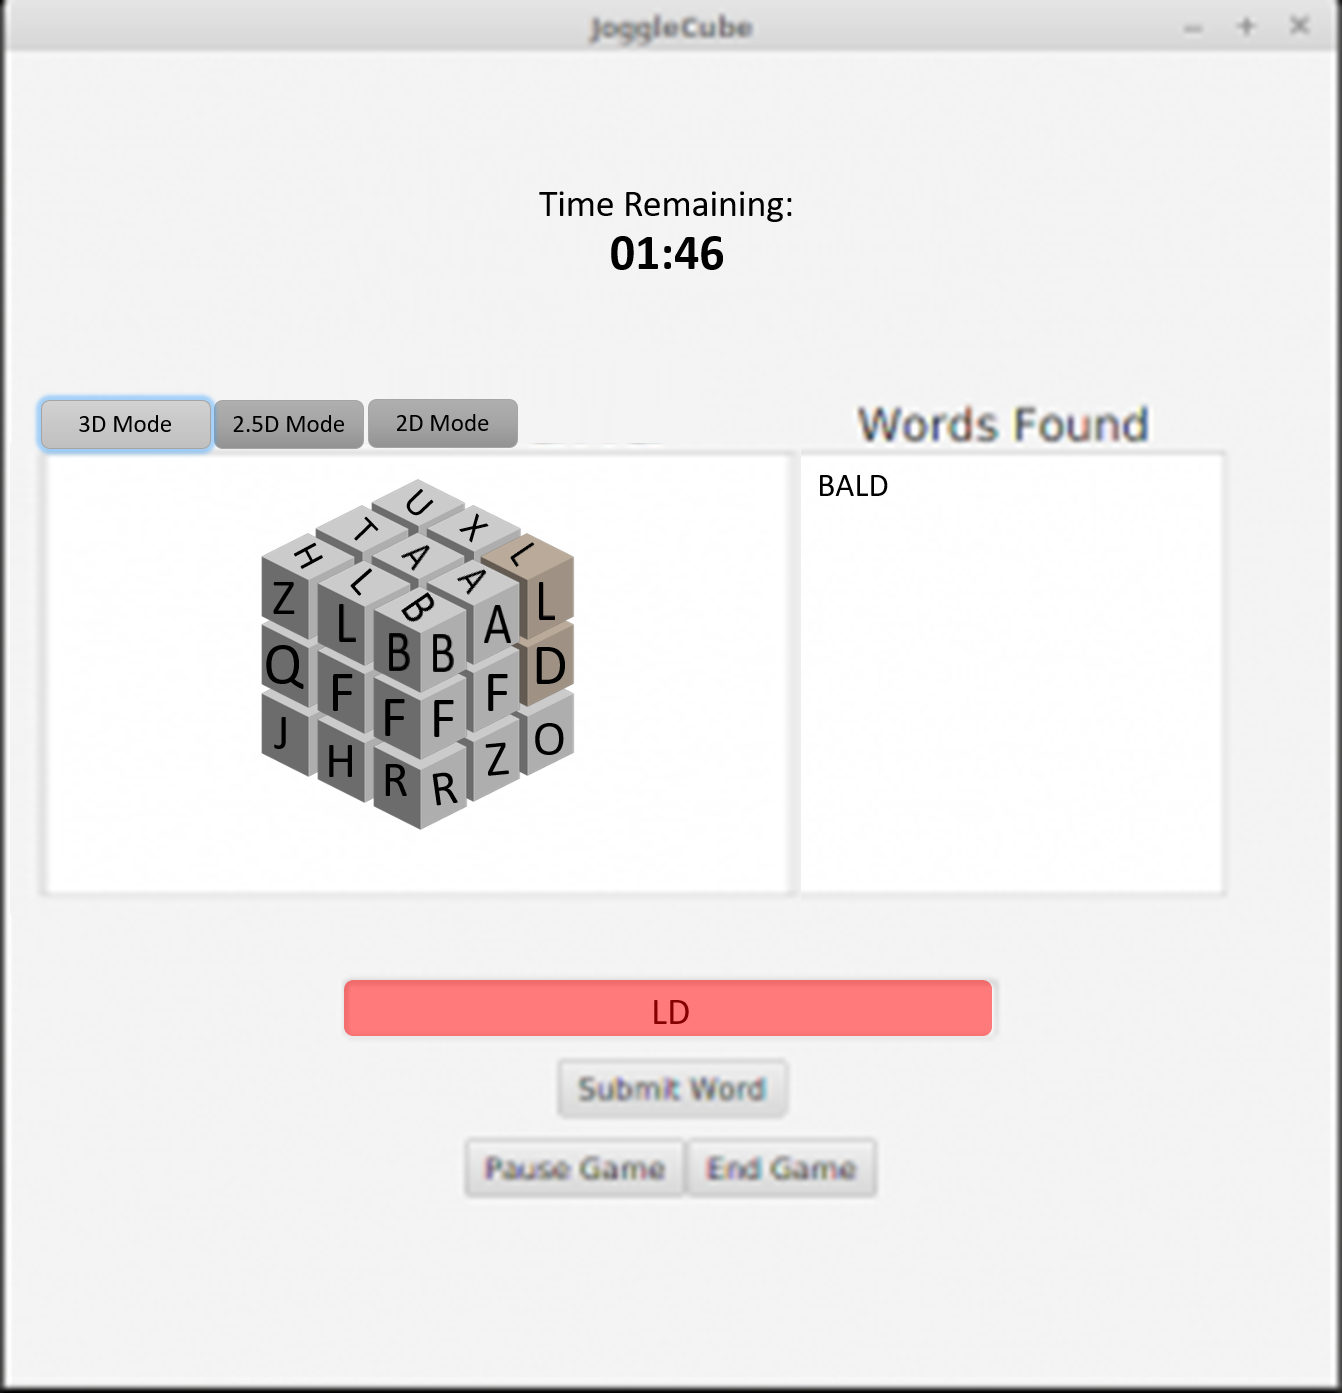 JoggleCube
Time Remaining:
01:46
3D Mode 2.5D Mode 2D Mode
Words Found
BALD
U
T X
H A L
L A
B
Z L B B A L
Q F F F F D
J H R R Z O
LD
Submit Word
Pause Game End Game